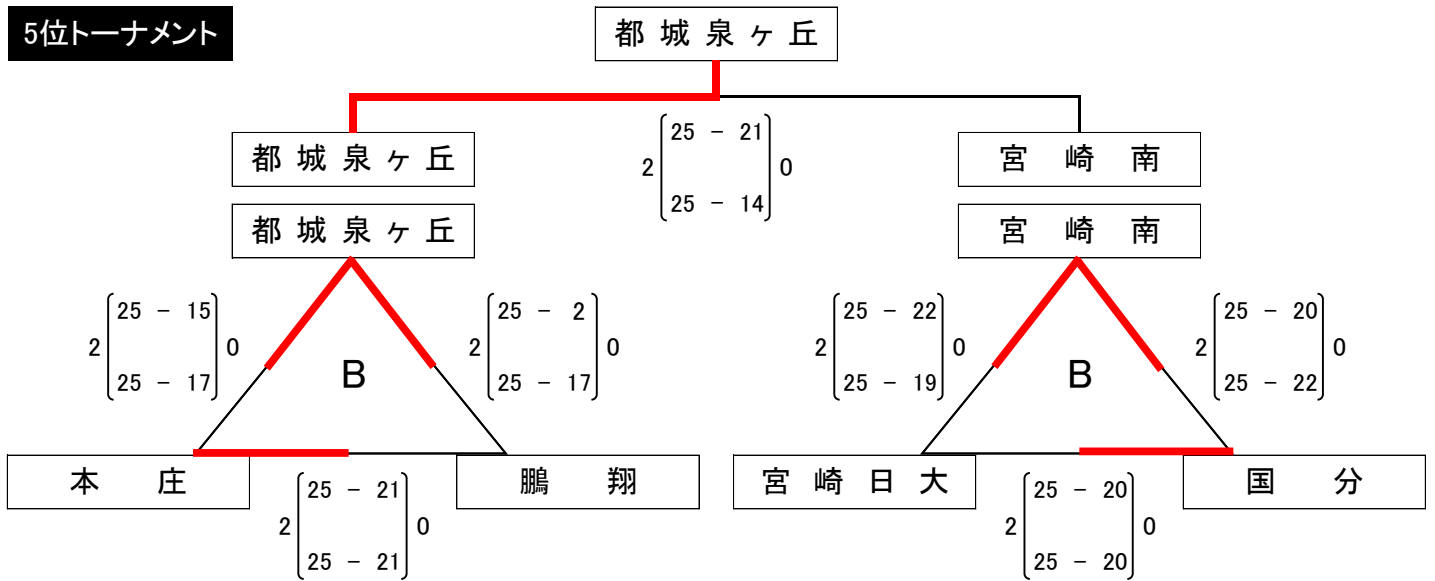 5位トーナメント
都城泉ヶ丘
25 － 21
2 0
25 － 14
都城泉ヶ丘
宮崎南
都城泉ヶ丘
宮崎南
25 － 15
2 0
25 － 17
25 － 2
2 0
25 － 17
B
25 － 22
2 0
25 － 19
25 － 20
2 0
25 － 22
B
本庄
鵬翔
宮崎日大
国分
25 － 21
2 0
25 － 21
25 － 20
2 0
25 － 20